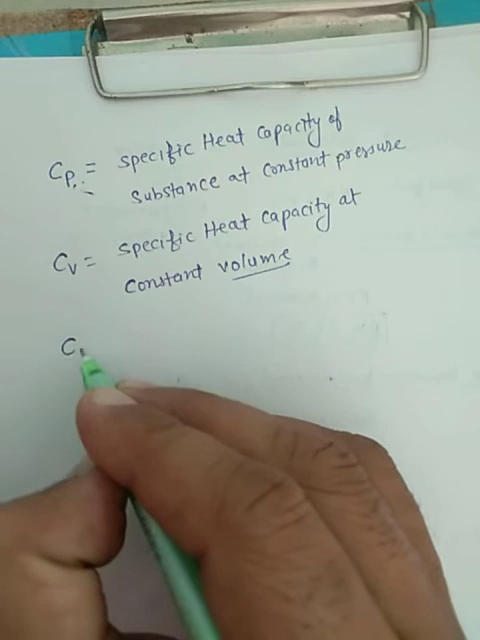 Cp = Specific Heat Capacity of
Substance at Constant pressure
Cv = Specific Heat Capacity at
Constant volume
C